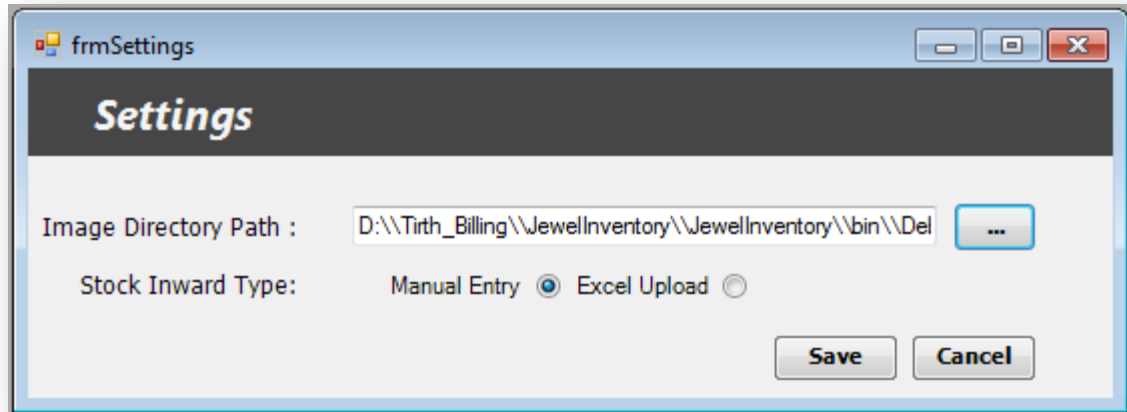 frmSettings
Settings
Image Directory Path : D:\\Tirth_Billing\\JewelInventory\\JewelInventory\\bin\\Del ...
Stock Inward Type: Manual Entry Excel Upload
Save Cancel